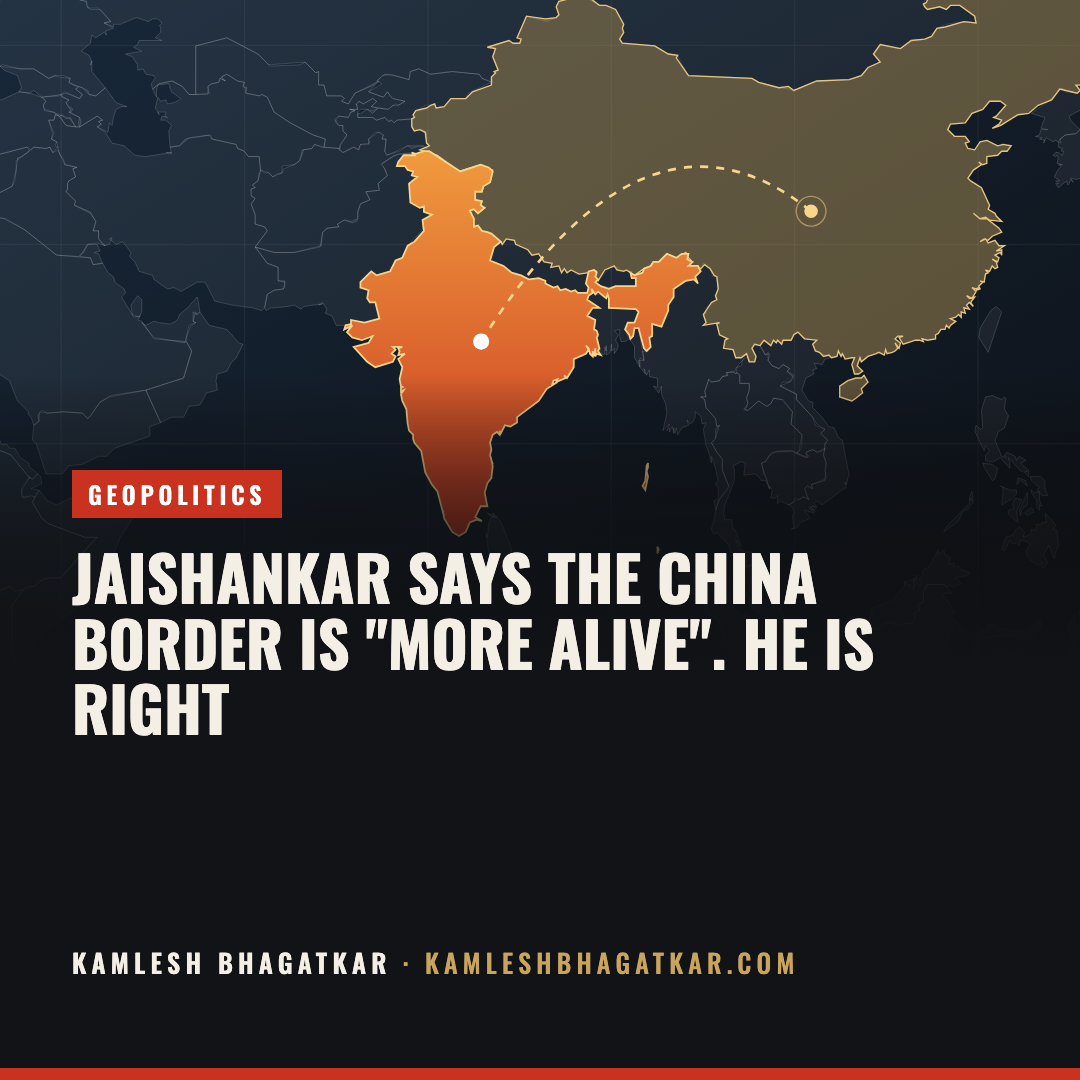 GEOPOLITICS
JAISHANKAR SAYS THE CHINA
BORDER IS "MORE ALIVE". HE IS
RIGHT
KAMLESH BHAGATKAR · KAMLESHBHAGATKAR.COM